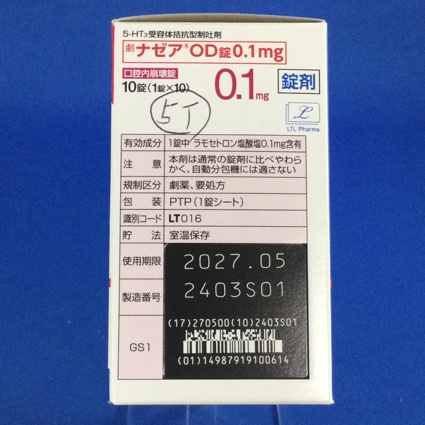 5-HT₃受容体拮抗型制吐剤
劇 ナゼア®OD錠0.1mg
口腔内崩壊錠
10錠(1錠×10)
0.1mg
錠剤
5T
LTL Pharma
有効成分 1錠中 ラモセトロン塩酸塩0.1mg含有
注意 本剤は通常の錠剤に比べやわら
かく、自動分包機には適さない
規制区分 劇薬、要処方
包装 PTP(1錠シート)
識別コード LT016
貯法 室温保存
使用期限 2027.05
製造番号 2403S01
GS1
(17)270500(10)2403S01
(01)14987919100614